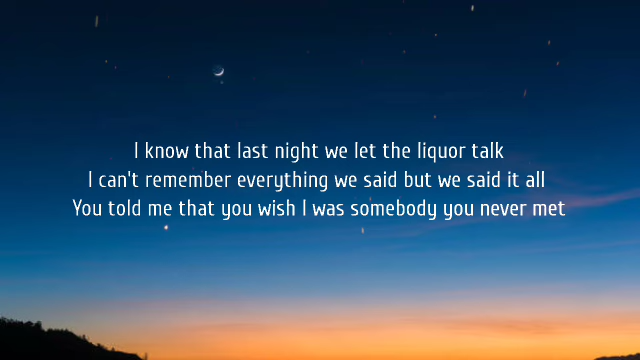 I know that last night we let the liquor talk
I can't remember everything we said but we said it all
You told me that you wish I was somebody you never met